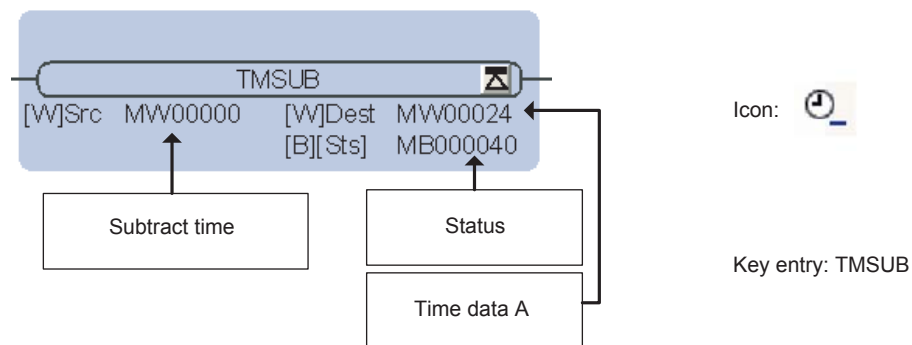 TMSUB
[W]Src MW00000 [W]Dest MW00024
[B][Sts] MB000040
Subtract time
Status
Time data A
Icon:
Key entry: TMSUB